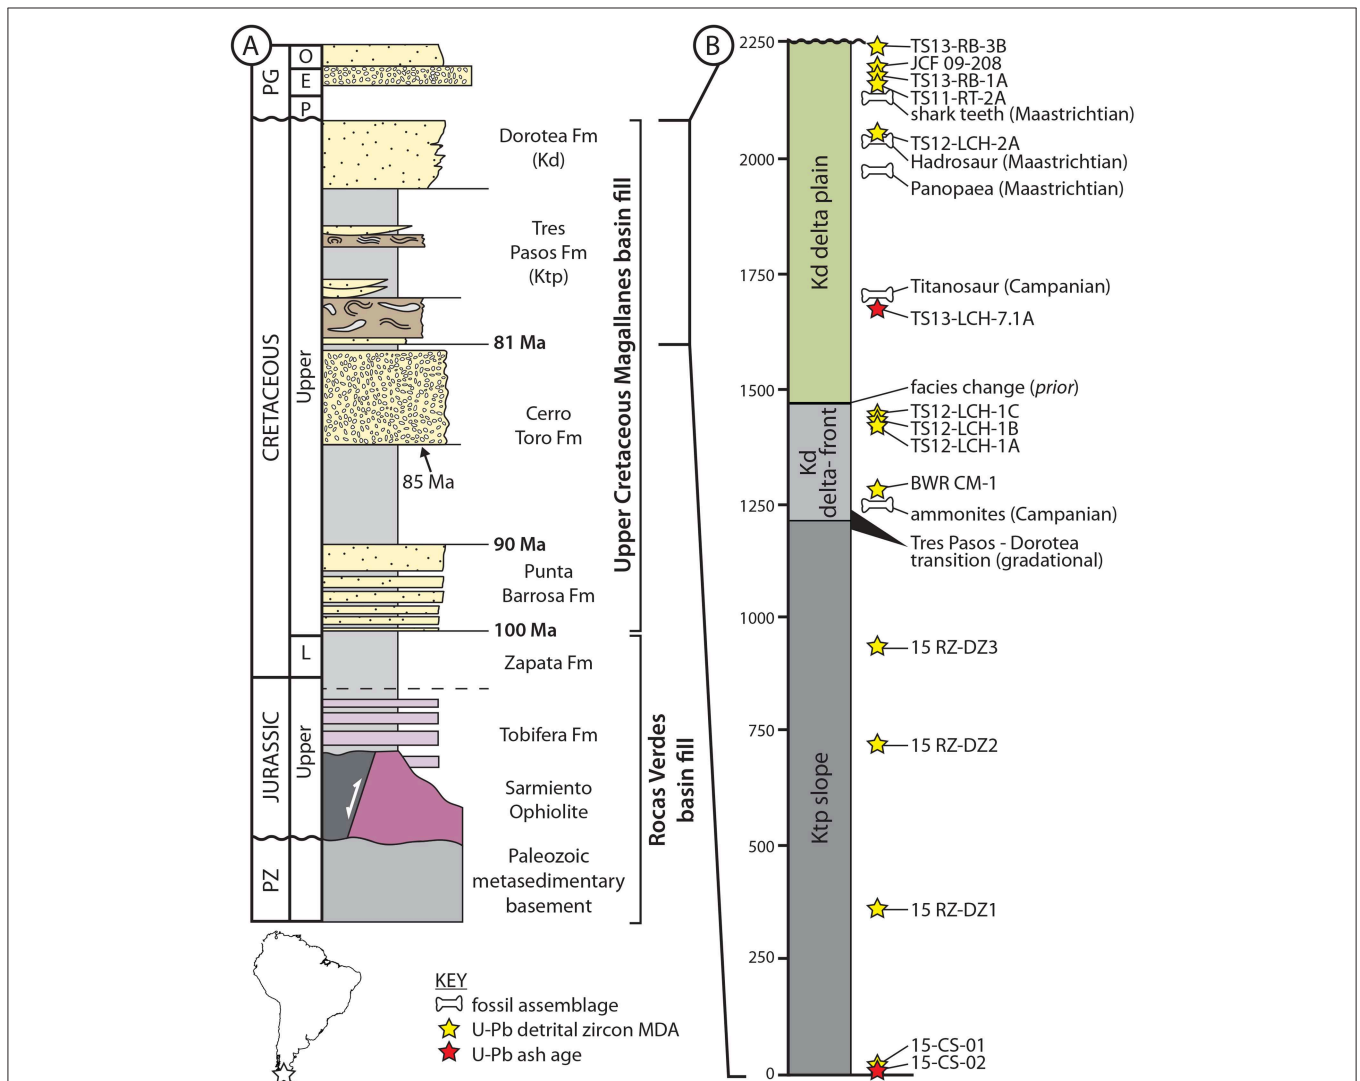 A
PG
O
E
P
CRETACEOUS
Upper
L
JURASSIC
Upper
PZ
Dorotea Fm
(Kd)
Tres
Pasos Fm
(Ktp)
81 Ma
Cerro
Toro Fm
85 Ma
90 Ma
Punta
Barrosa Fm
100 Ma
Zapata Fm
Tobifera Fm
Sarmiento
Ophiolite
Paleozoic
metasedimentary
basement
Upper Cretaceous Magallanes basin fill
Rocas Verdes
basin fill
KEY
fossil assemblage
U-Pb detrital zircon MDA
U-Pb ash age
B
2250
2000
1750
1500
1250
1000
750
500
250
0
Kd delta plain
Kd
delta- front
Ktp slope
TS13-RB-3B
JCF 09-208
TS13-RB-1A
TS11-RT-2A
shark teeth (Maastrichtian)
TS12-LCH-2A
Hadrosaur (Maastrichtian)
Panopaea (Maastrichtian)
Titanosaur (Campanian)
TS13-LCH-7.1A
facies change (prior)
TS12-LCH-1C
TS12-LCH-1B
TS12-LCH-1A
BWR CM-1
ammonites (Campanian)
Tres Pasos - Dorotea
transition (gradational)
15 RZ-DZ3
15 RZ-DZ2
15 RZ-DZ1
15-CS-01
15-CS-02